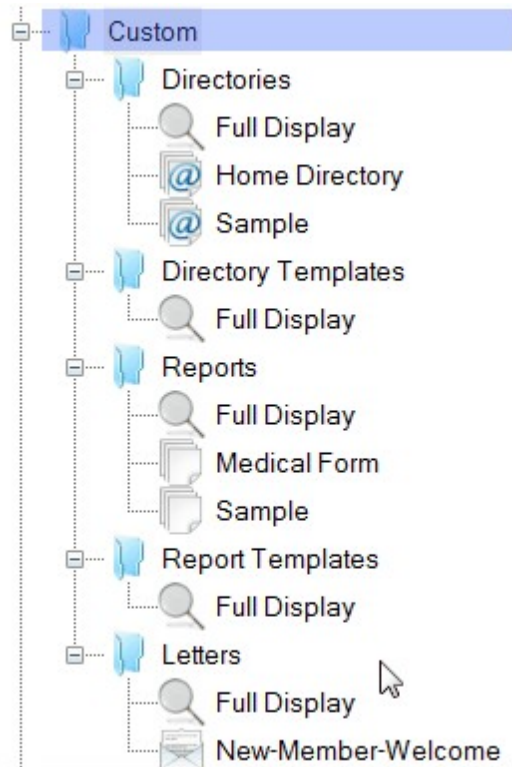 Custom
Directories
Full Display
Home Directory
Sample
Directory Templates
Full Display
Reports
Full Display
Medical Form
Sample
Report Templates
Full Display
Letters
Full Display
New-Member-Welcome